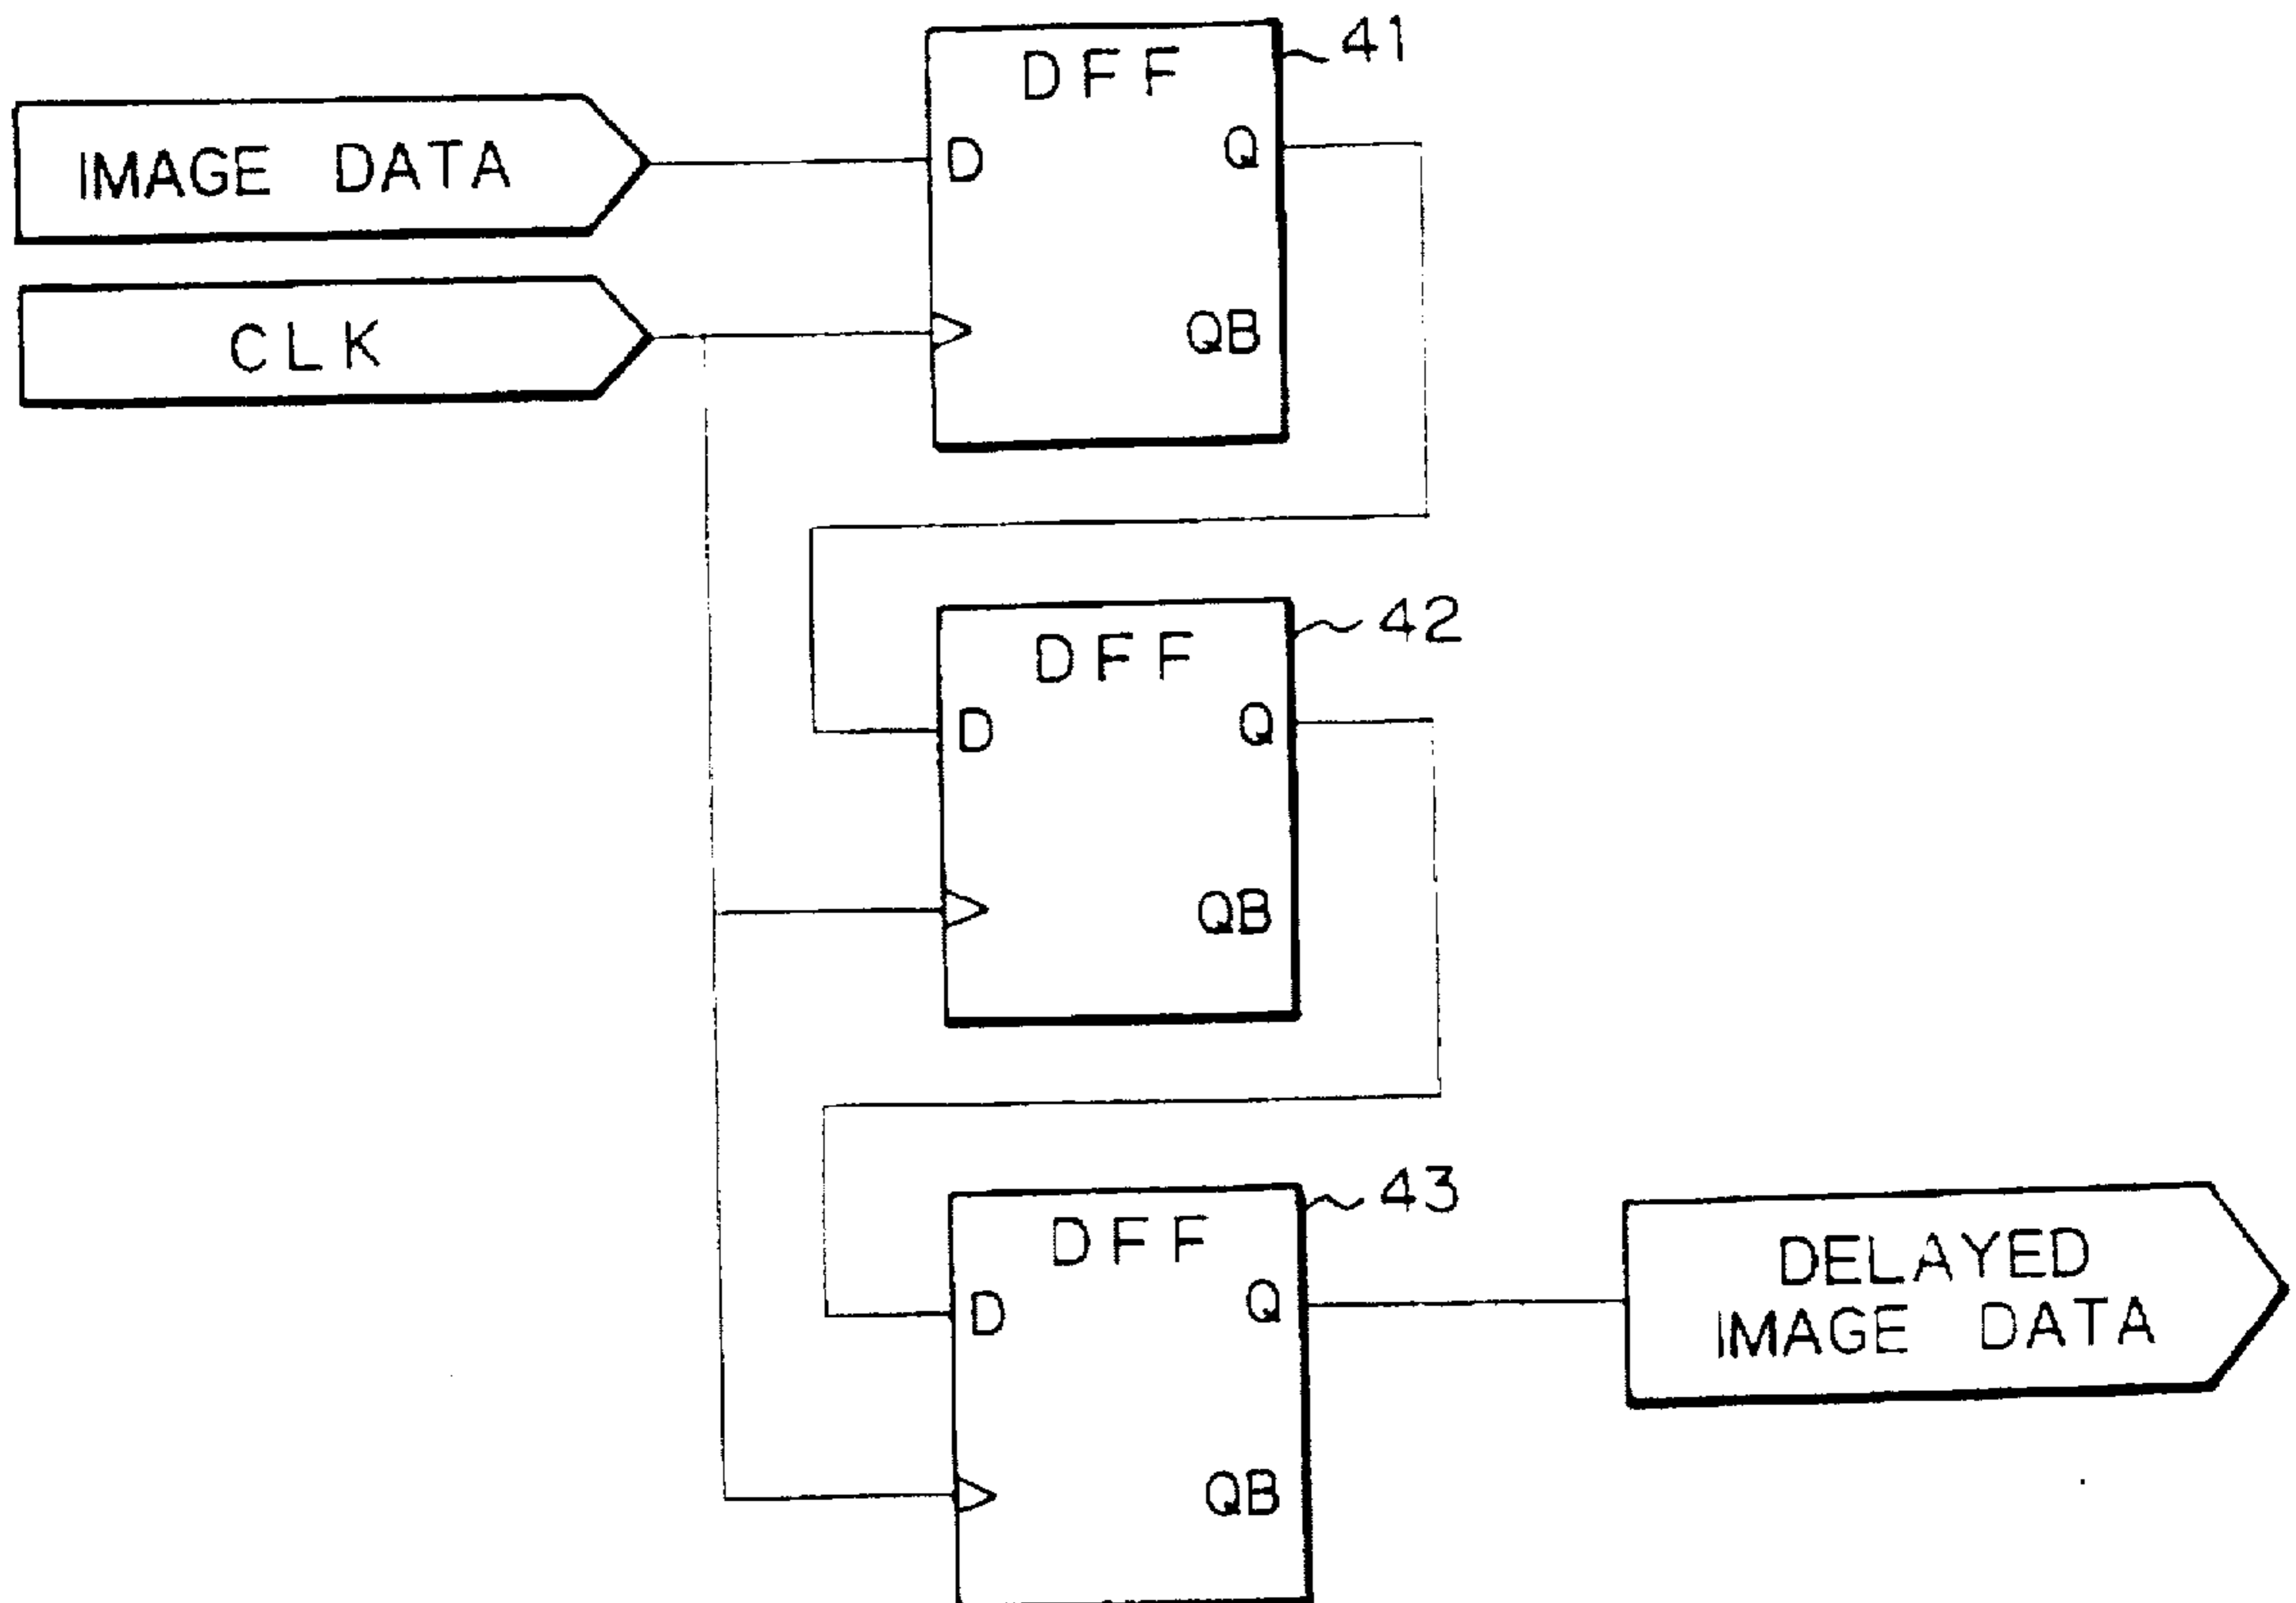 DFF
41
IMAGE DATA
D
Q
CLK
QB
DFF
42
D
Q
QB
DFF
43
D
Q
DELAYED
IMAGE DATA
QB